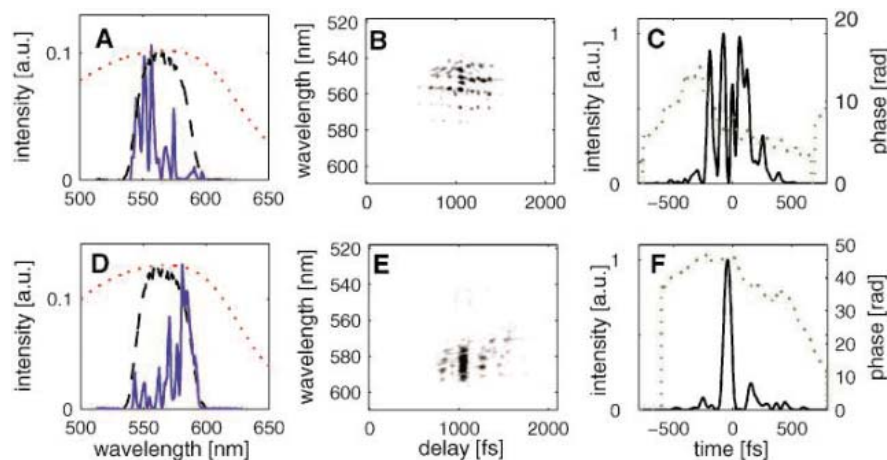 A
intensity [a.u.]
0.1
0
500 550 600 650
B
wavelength [nm]
520
540
560
580
600
0 1000 2000
C
intensity [a.u.]
1
0
−500 0 500
20
15
10
5
0
phase [rad]
D
intensity [a.u.]
0.1
0
500 550 600 650
wavelength [nm]
E
wavelength [nm]
520
540
560
580
600
0 1000 2000
delay [fs]
F
intensity [a.u.]
1
0
−500 0 500
time [fs]
50
40
30
20
10
0
phase [rad]